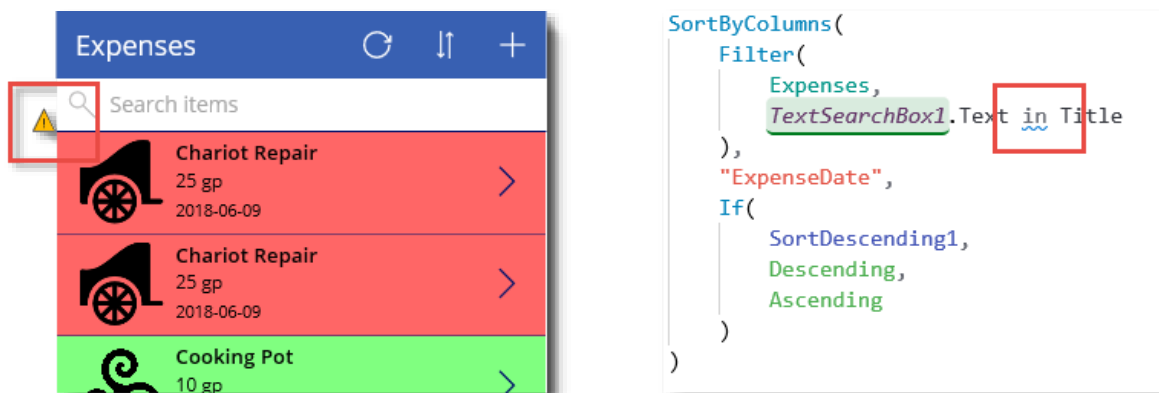 Expenses
Search items
Chariot Repair
25 gp
2018-06-09
Chariot Repair
25 gp
2018-06-09
Cooking Pot
10 gp
SortByColumns(
Filter(
Expenses,
TextSearchBox1.Text in Title
),
"ExpenseDate",
If(
SortDescending1,
Descending,
Ascending
)
)